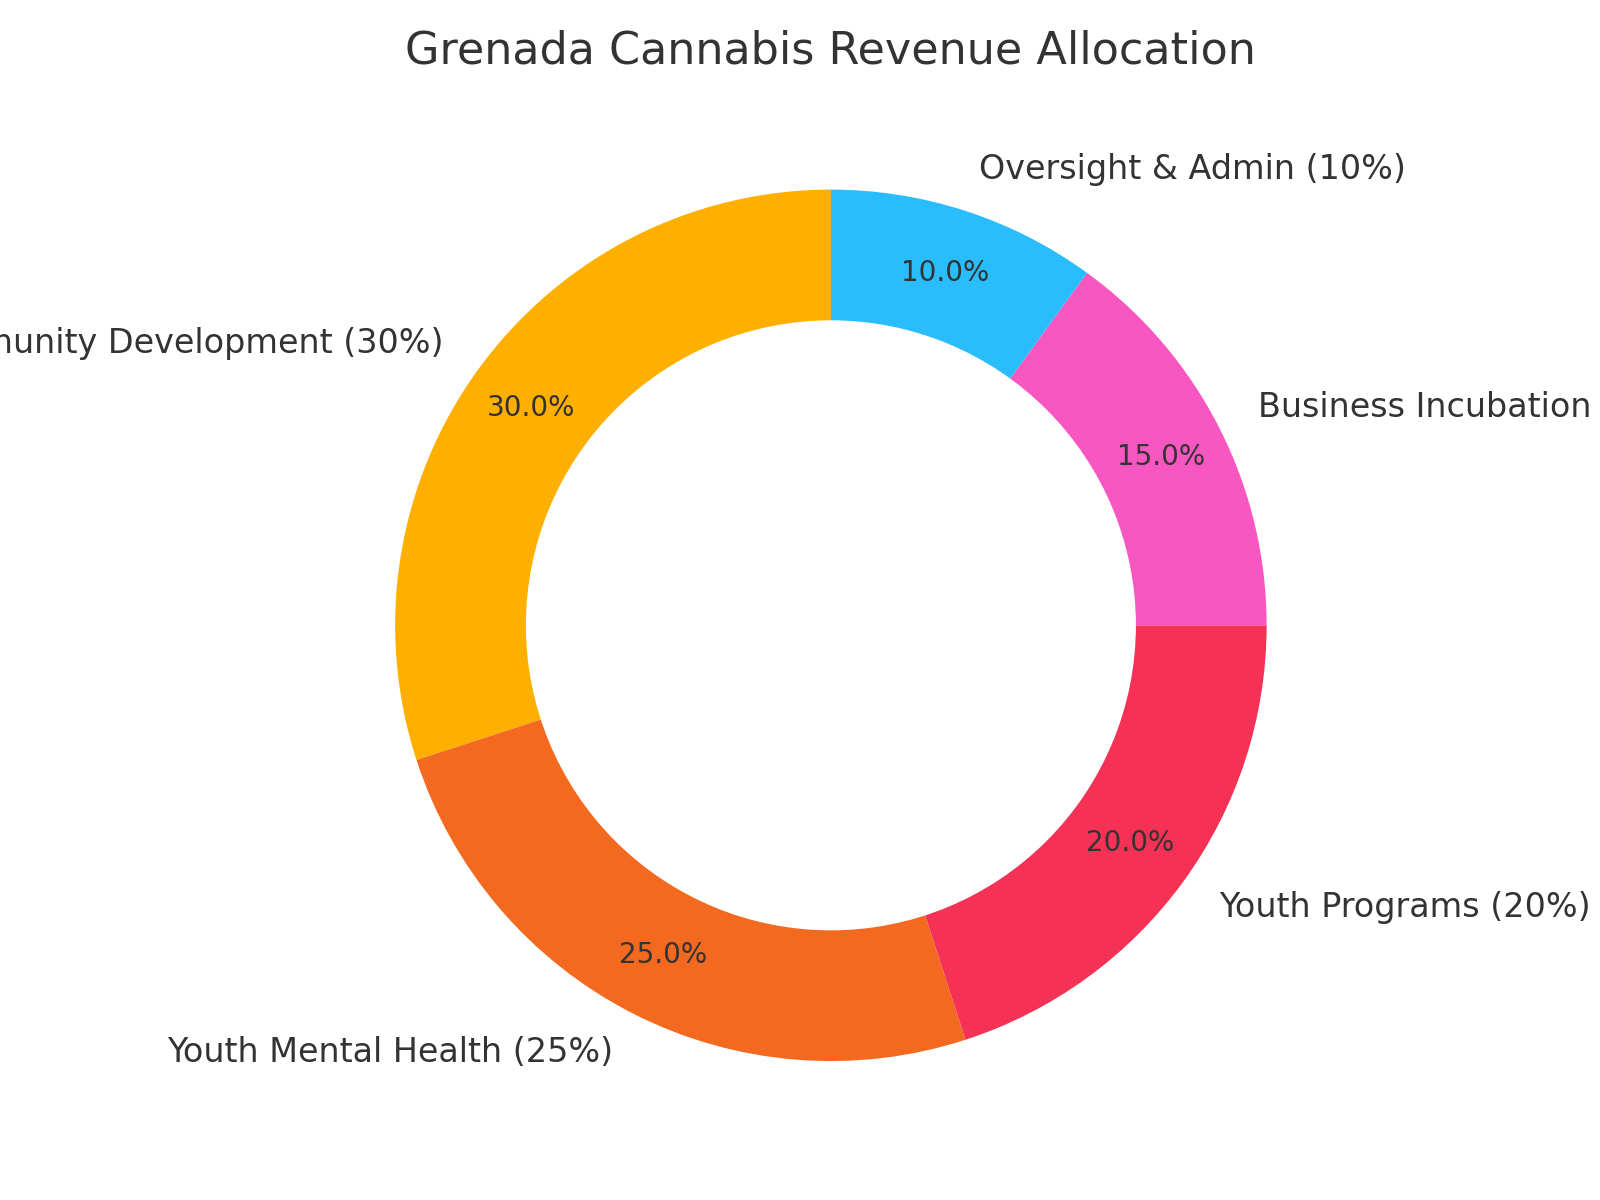 Grenada Cannabis Revenue Allocation
Oversight & Admin (10%)
10.0%
munity Development (30%)
30.0%
Business Incubation
15.0%
20.0%
Youth Programs (20%)
25.0%
Youth Mental Health (25%)